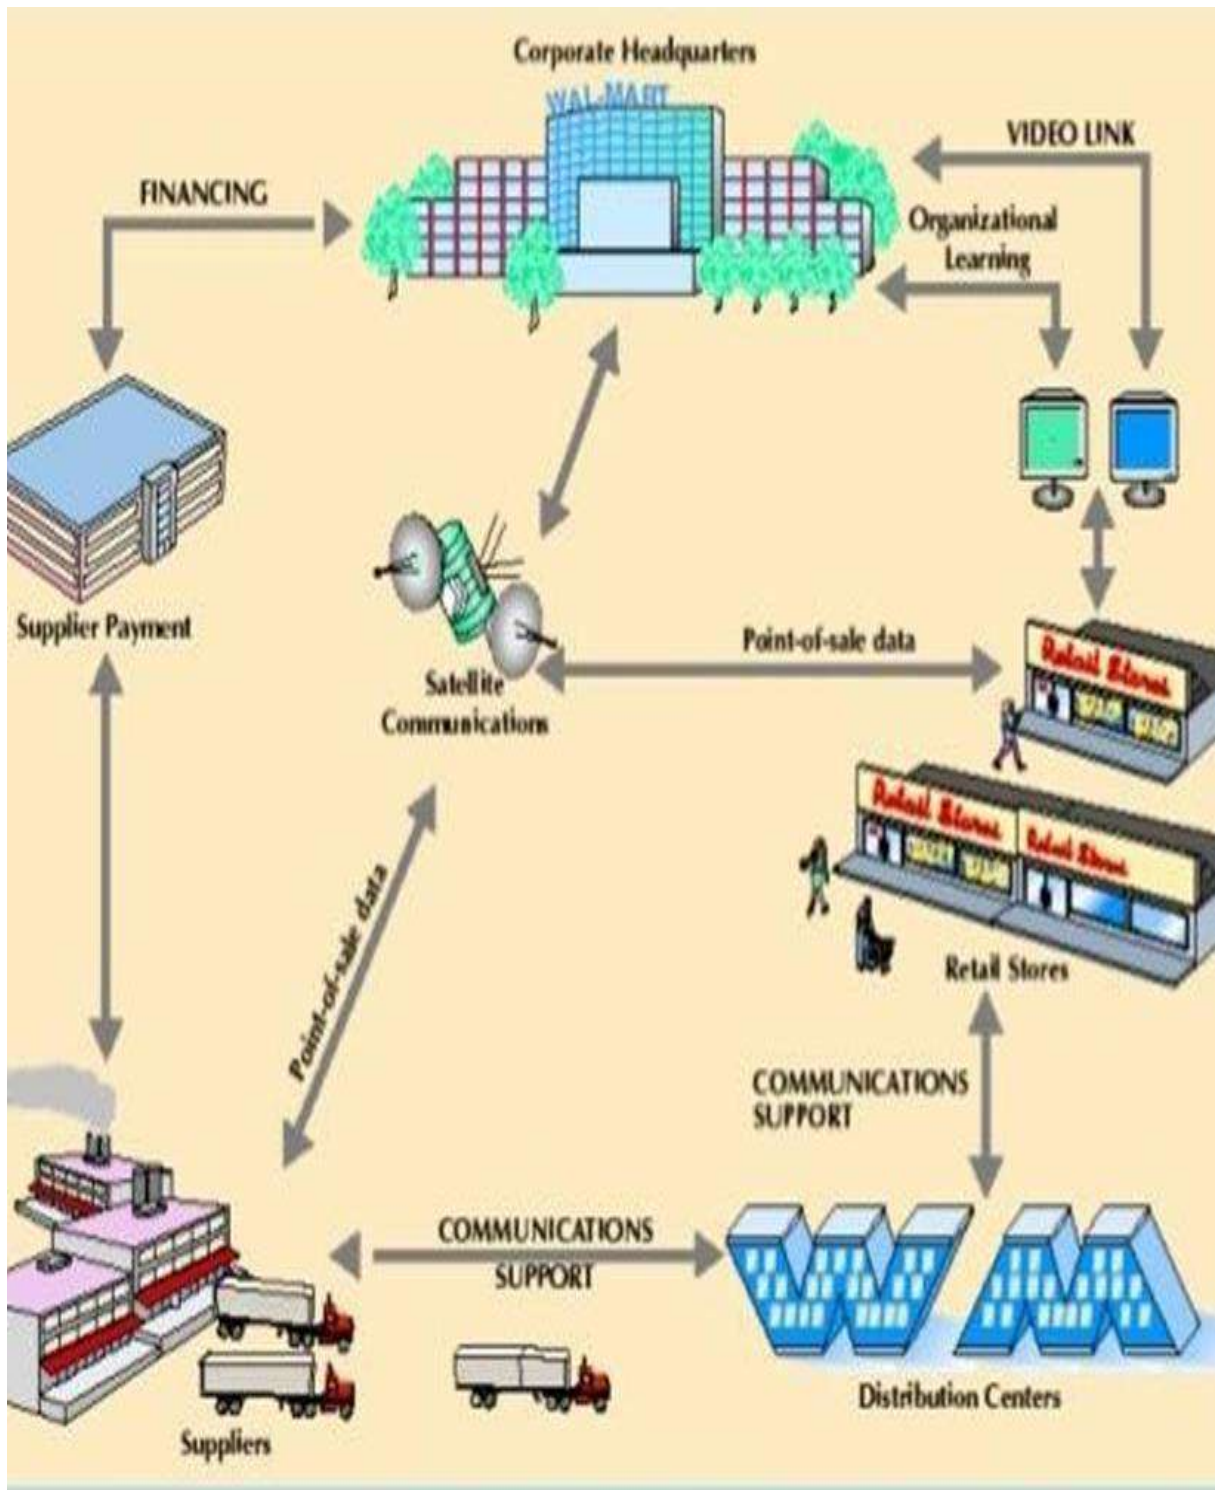 Corporate Headquarters
WAL-MART
VIDEO LINK
FINANCING
Organizational
Learning
Supplier Payment
Point-of-sale data
Retail Stores
Satellite
Communications
Retail Stores
Retail Stores
Point-of-sale data
Retail Stores
COMMUNICATIONS
SUPPORT
COMMUNICATIONS
SUPPORT
W M
Distribution Centers
Suppliers